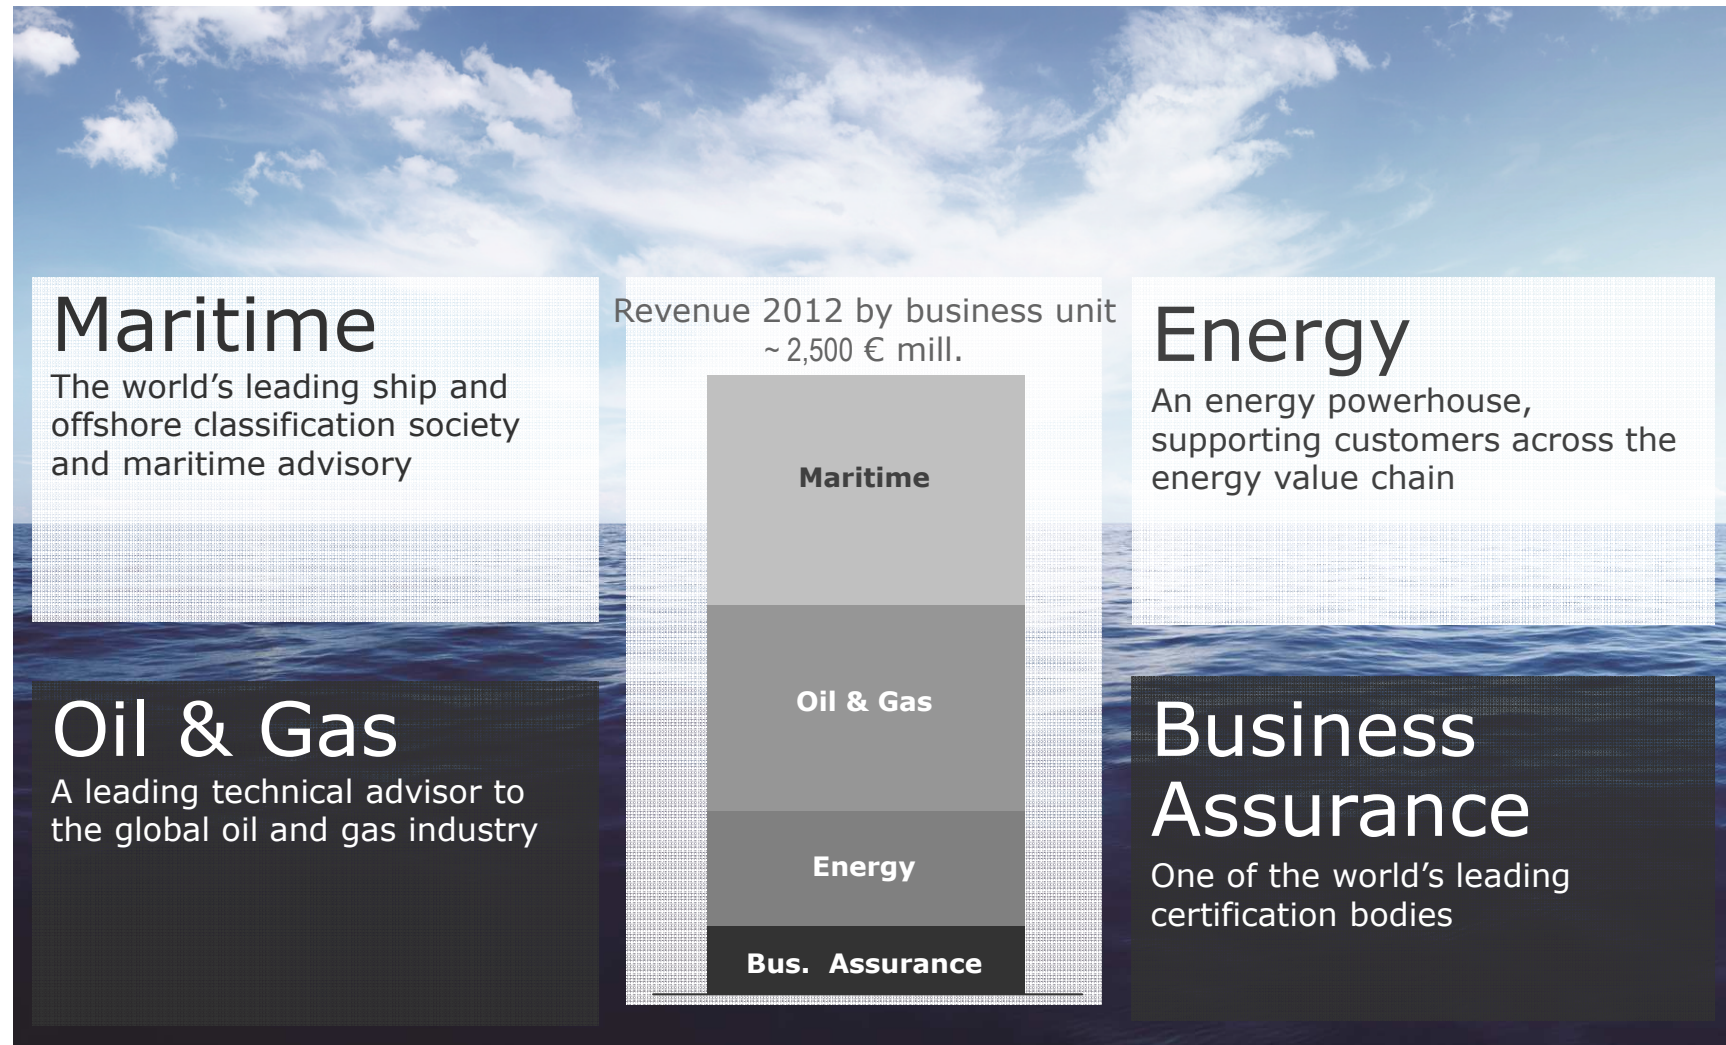 Maritime
The world’s leading ship and
offshore classification society
and maritime advisory
Oil & Gas
A leading technical advisor to
the global oil and gas industry
Revenue 2012 by business unit
~ 2,500 € mill.
Maritime
Oil & Gas
Energy
Bus. Assurance
Energy
An energy powerhouse,
supporting customers across the
energy value chain
Business
Assurance
One of the world’s leading
certification bodies